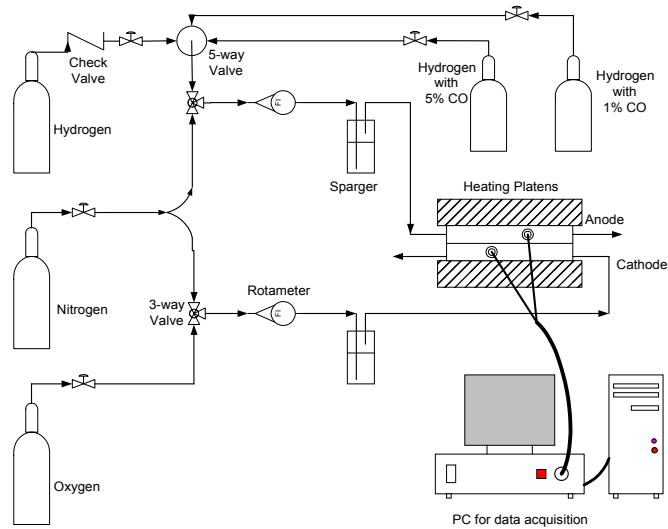 Check
Valve
5-way
Valve
Hydrogen
with
5% CO
Hydrogen
with
1% CO
Hydrogen
Sparger
Heating Platens
Anode
Cathode
Nitrogen
3-way
Valve
Rotameter
Oxygen
PC for data acquisition